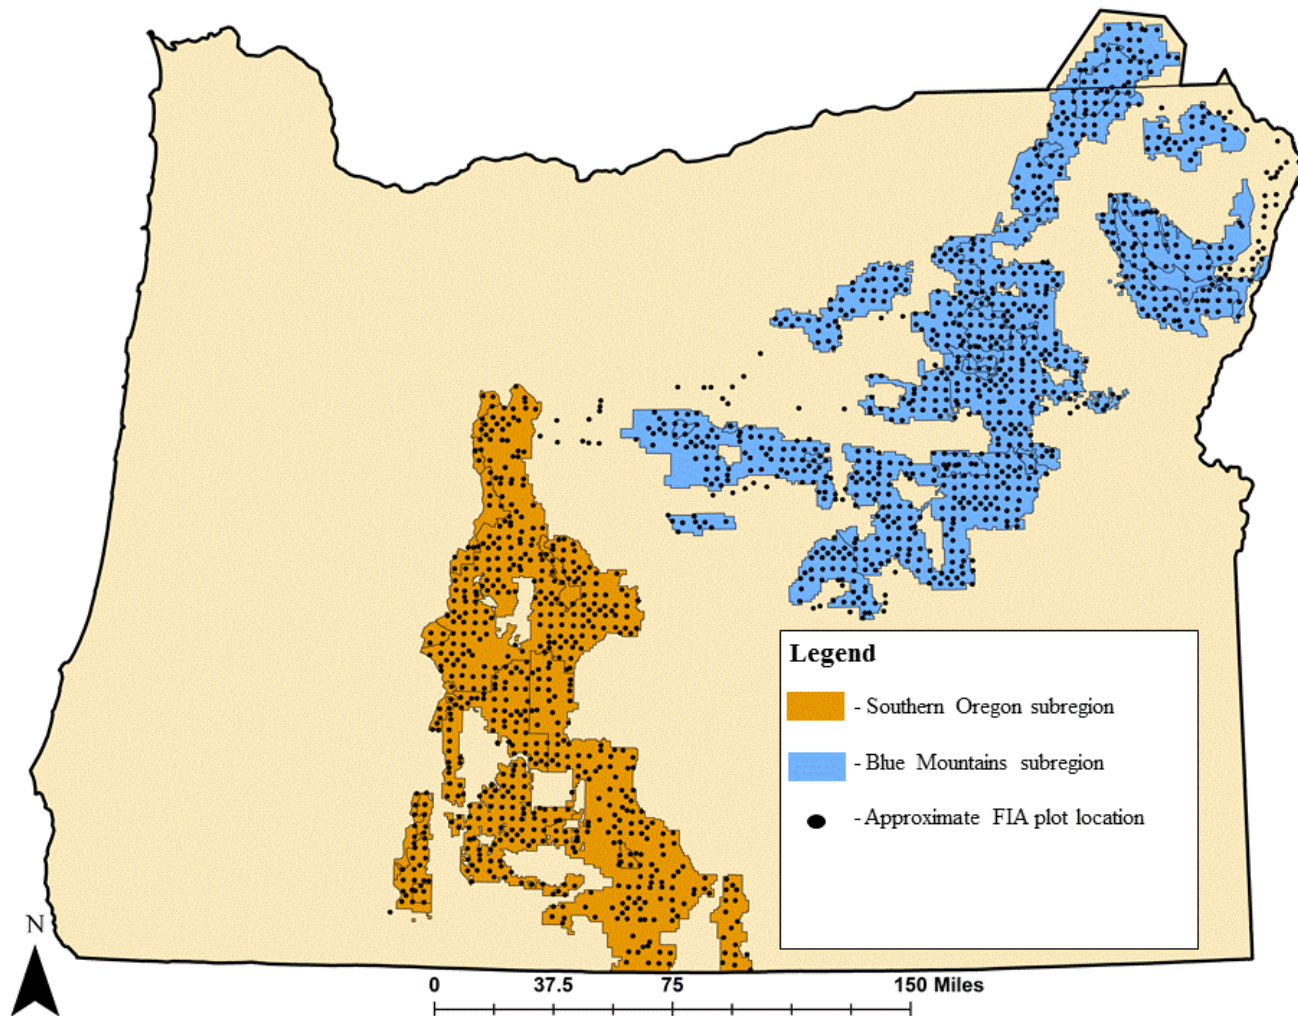 Legend
- Southern Oregon subregion
- Blue Mountains subregion
- Approximate FIA plot location
N
0 37.5 75 150 Miles